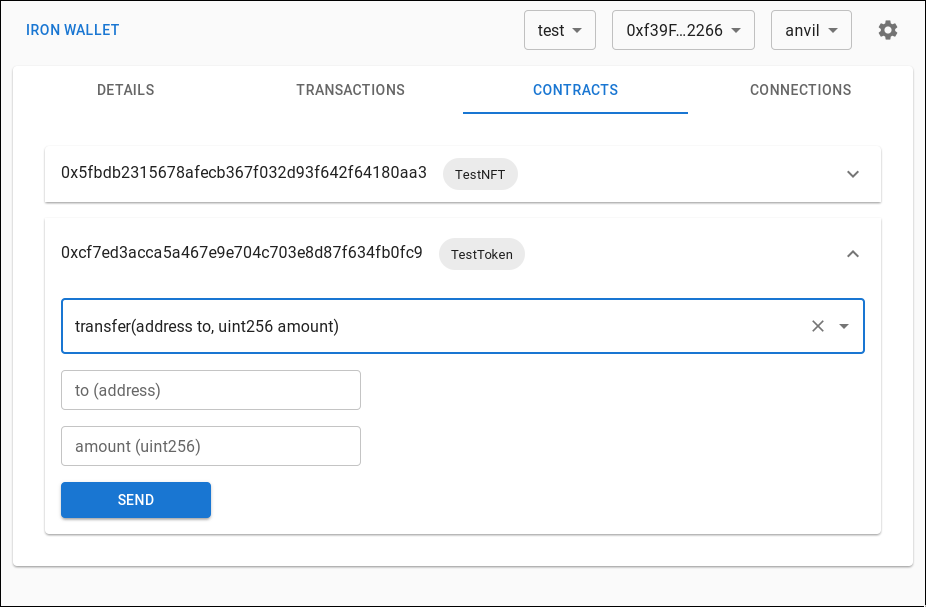 IRON WALLET
test
0xf39F...2266
anvil
DETAILS
TRANSACTIONS
CONTRACTS
CONNECTIONS
0x5fbdb2315678afecb367f032d93f642f64180aa3
TestNFT
0xcf7ed3acca5a467e9e704c703e8d87f634fb0fc9
TestToken
transfer(address to, uint256 amount)
to (address)
amount (uint256)
SEND